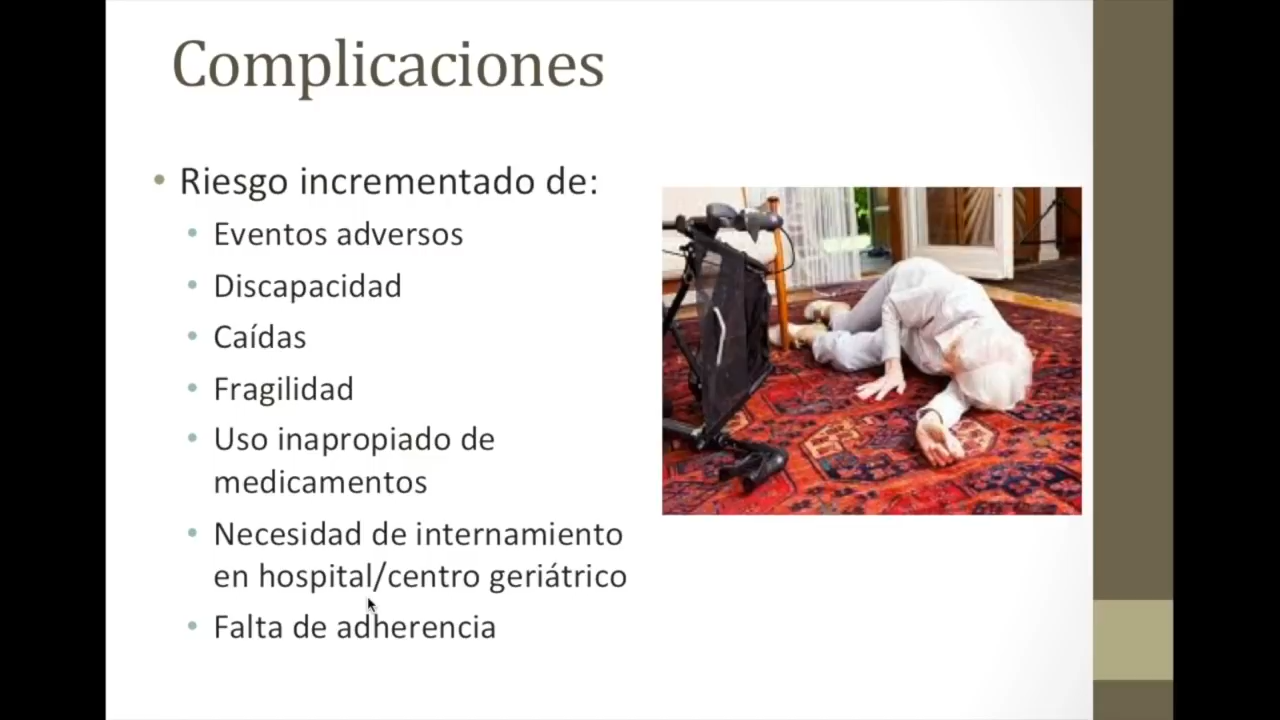 Complicaciones
• Riesgo incrementado de:
• Eventos adversos
• Discapacidad
• Caídas
• Fragilidad
• Uso inapropiado de
medicamentos
• Necesidad de internamiento
en hospital/centro geriátrico
• Falta de adherencia